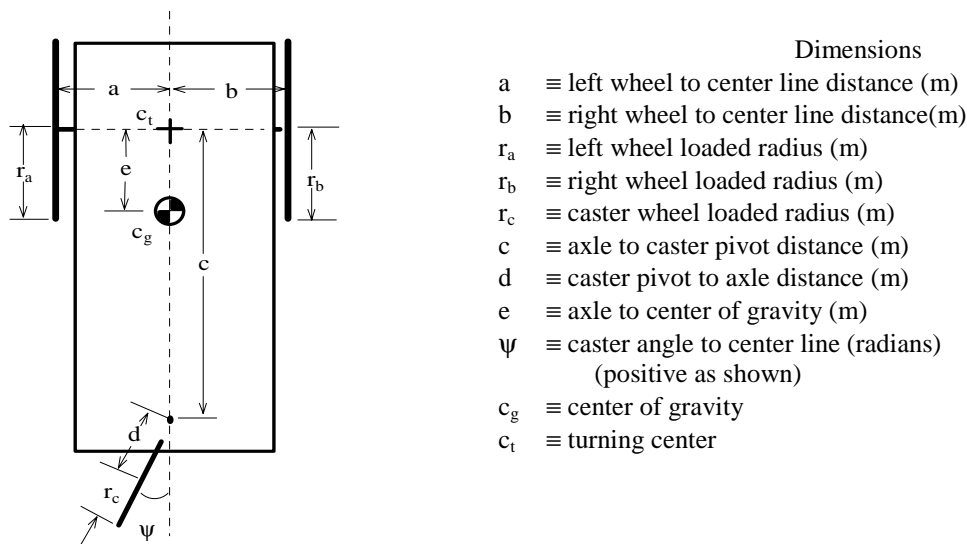 a
b
c_t
e
r_a
r_b
c_g
c
d
r_c
ψ
Dimensions
a ≡ left wheel to center line distance (m)
b ≡ right wheel to center line distance(m)
r_a ≡ left wheel loaded radius (m)
r_b ≡ right wheel loaded radius (m)
r_c ≡ caster wheel loaded radius (m)
c ≡ axle to caster pivot distance (m)
d ≡ caster pivot to axle distance (m)
e ≡ axle to center of gravity (m)
ψ ≡ caster angle to center line (radians)
(positive as shown)
c_g ≡ center of gravity
c_t ≡ turning center